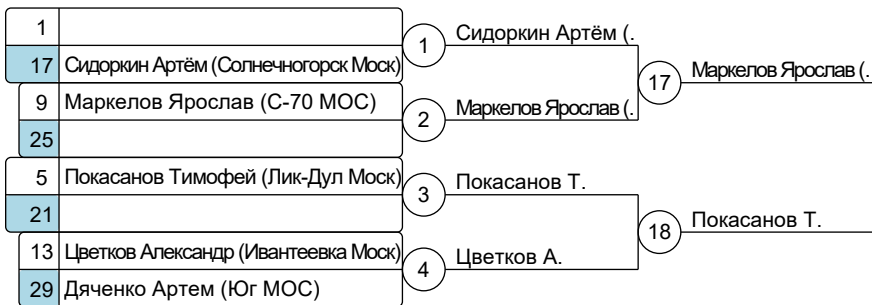 1
17 Сидоркин Артём (Солнечногорск Моск)
1
Сидоркин Артём (.
9 Маркелов Ярослав (С-70 МОС)
25
2
Маркелов Ярослав (.
17
Маркелов Ярослав (.
5 Покасанов Тимофей (Лик-Дул Моск)
21
3
Покасанов Т.
13 Цветков Александр (Ивантеевка Моск)
29 Дяченко Артем (Юг МОС)
4
Цветков А.
18
Покасанов Т.